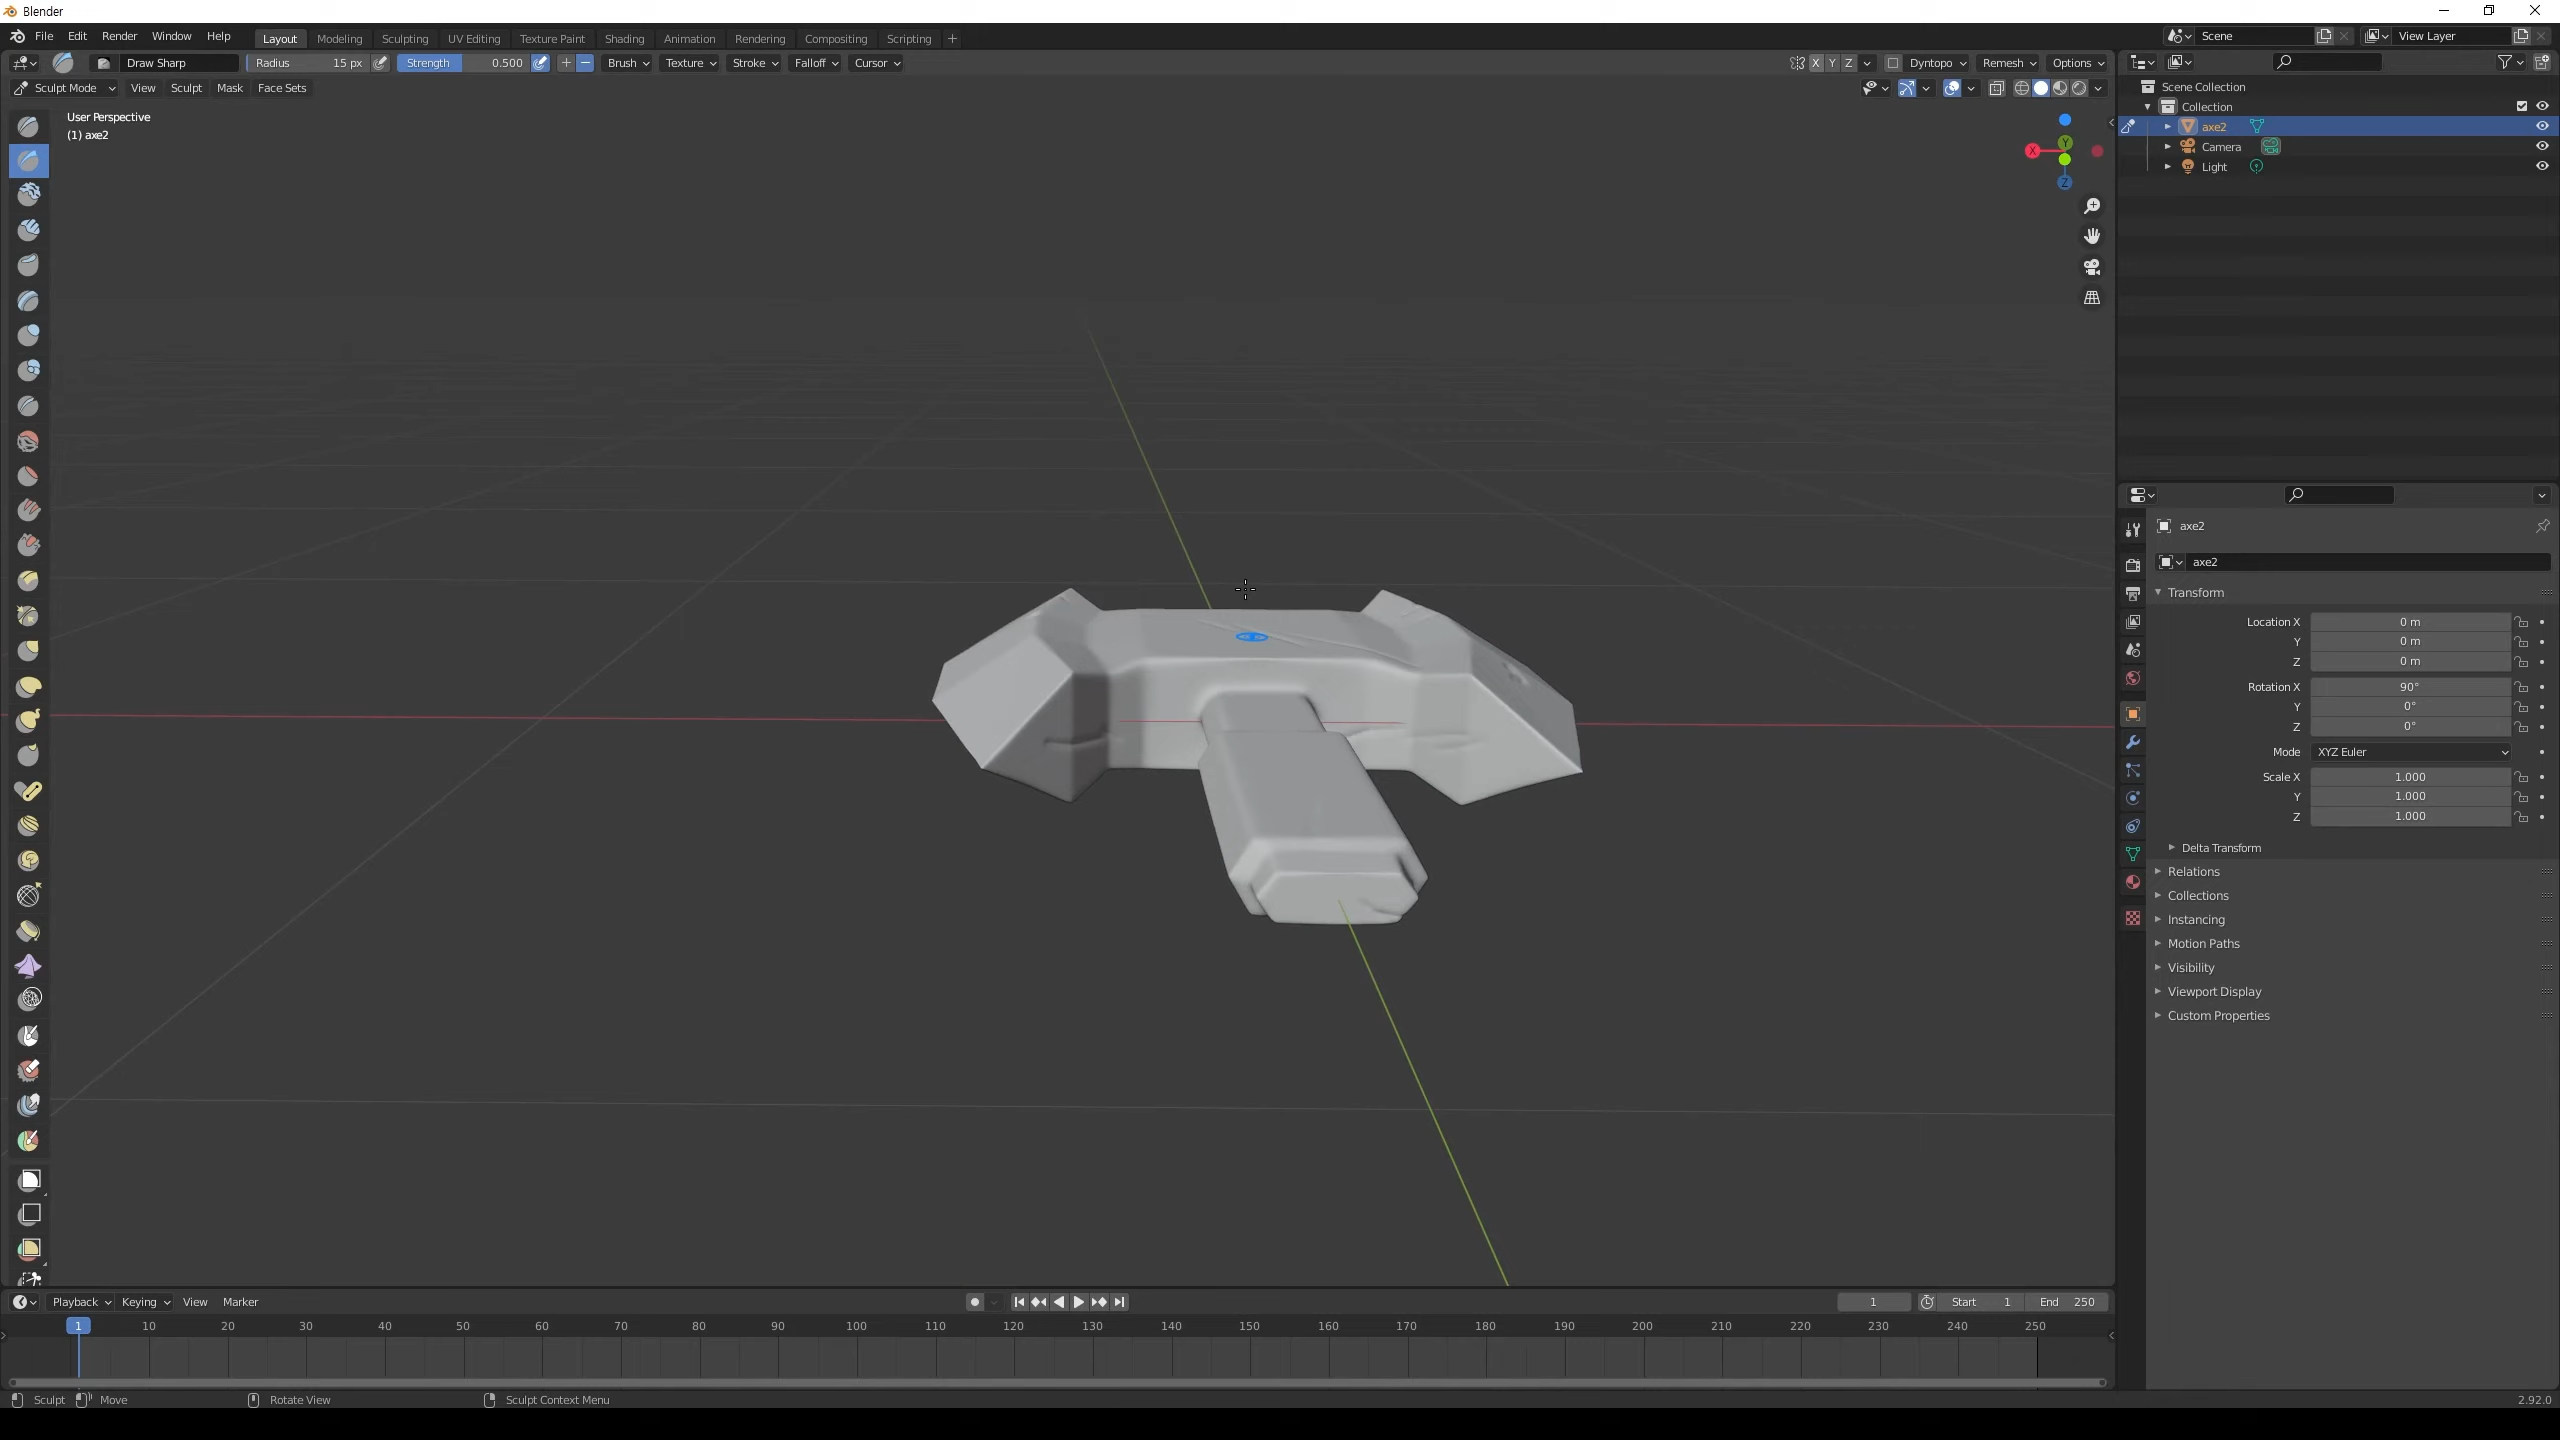 Blender
File Edit Render Window Help Layout Modeling Sculpting UV Editing Texture Paint Shading Animation Rendering Compositing Scripting + Scene View Layer
Draw Sharp Radius 15 px Strength 0.500 Brush Texture Stroke Falloff Cursor X Y Z Dyntopo Remesh Options
Sculpt Mode View Sculpt Mask Face Sets
User Perspective
(1) axe2
X Y Z
Scene Collection
Collection
axe2
Camera
Light
axe2
axe2
Transform
Location X 0 m
Y 0 m
Z 0 m
Rotation X 90°
Y 0°
Z 0°
Mode XYZ Euler
Scale X 1.000
Y 1.000
Z 1.000
Delta Transform
Relations
Collections
Instancing
Motion Paths
Visibility
Viewport Display
Custom Properties
Playback Keying View Marker 1 Start 1 End 250
1 10 20 30 40 50 60 70 80 90 100 110 120 130 140 150 160 170 180 190 200 210 220 230 240 250
Sculpt Move Rotate View Sculpt Context Menu 2.92.0